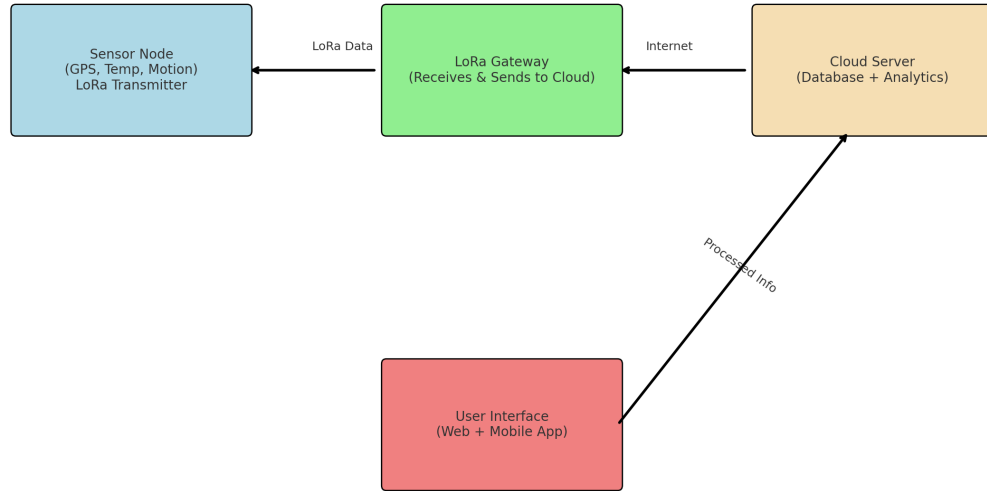 Sensor Node
(GPS, Temp, Motion)
LoRa Transmitter
LoRa Data
LoRa Gateway
(Receives & Sends to Cloud)
Internet
Cloud Server
(Database + Analytics)
Processed Info
User Interface
(Web + Mobile App)